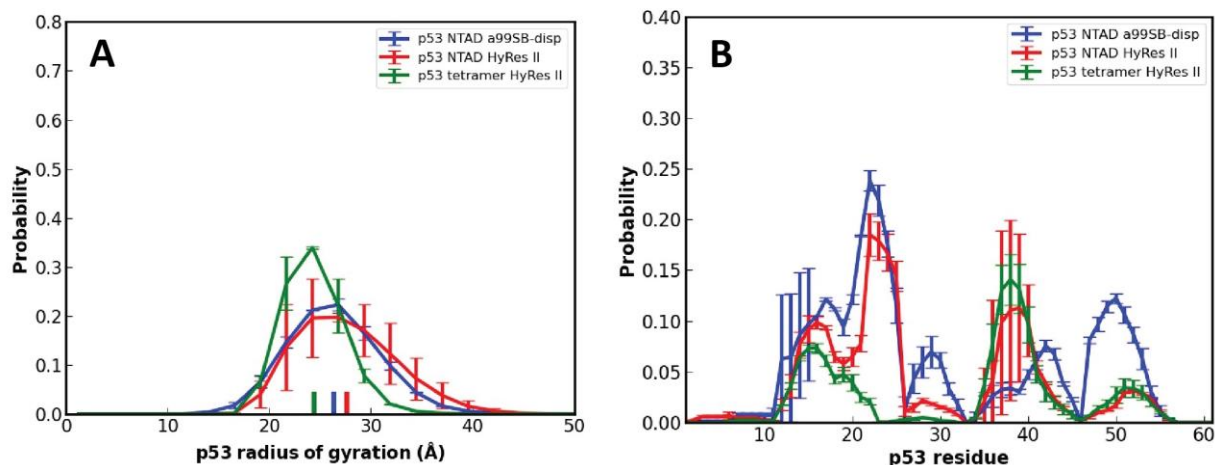 A
p53 NTAD a99SB-disp
p53 NTAD HyRes II
p53 tetramer HyRes II
Probability
0.8
0.7
0.6
0.5
0.4
0.3
0.2
0.1
0.0
0
10
20
30
40
50
p53 radius of gyration (Å)
B
p53 NTAD a99SB-disp
p53 NTAD HyRes II
p53 tetramer HyRes II
Probability
0.40
0.35
0.30
0.25
0.20
0.15
0.10
0.05
0.00
10
20
30
40
50
60
p53 residue